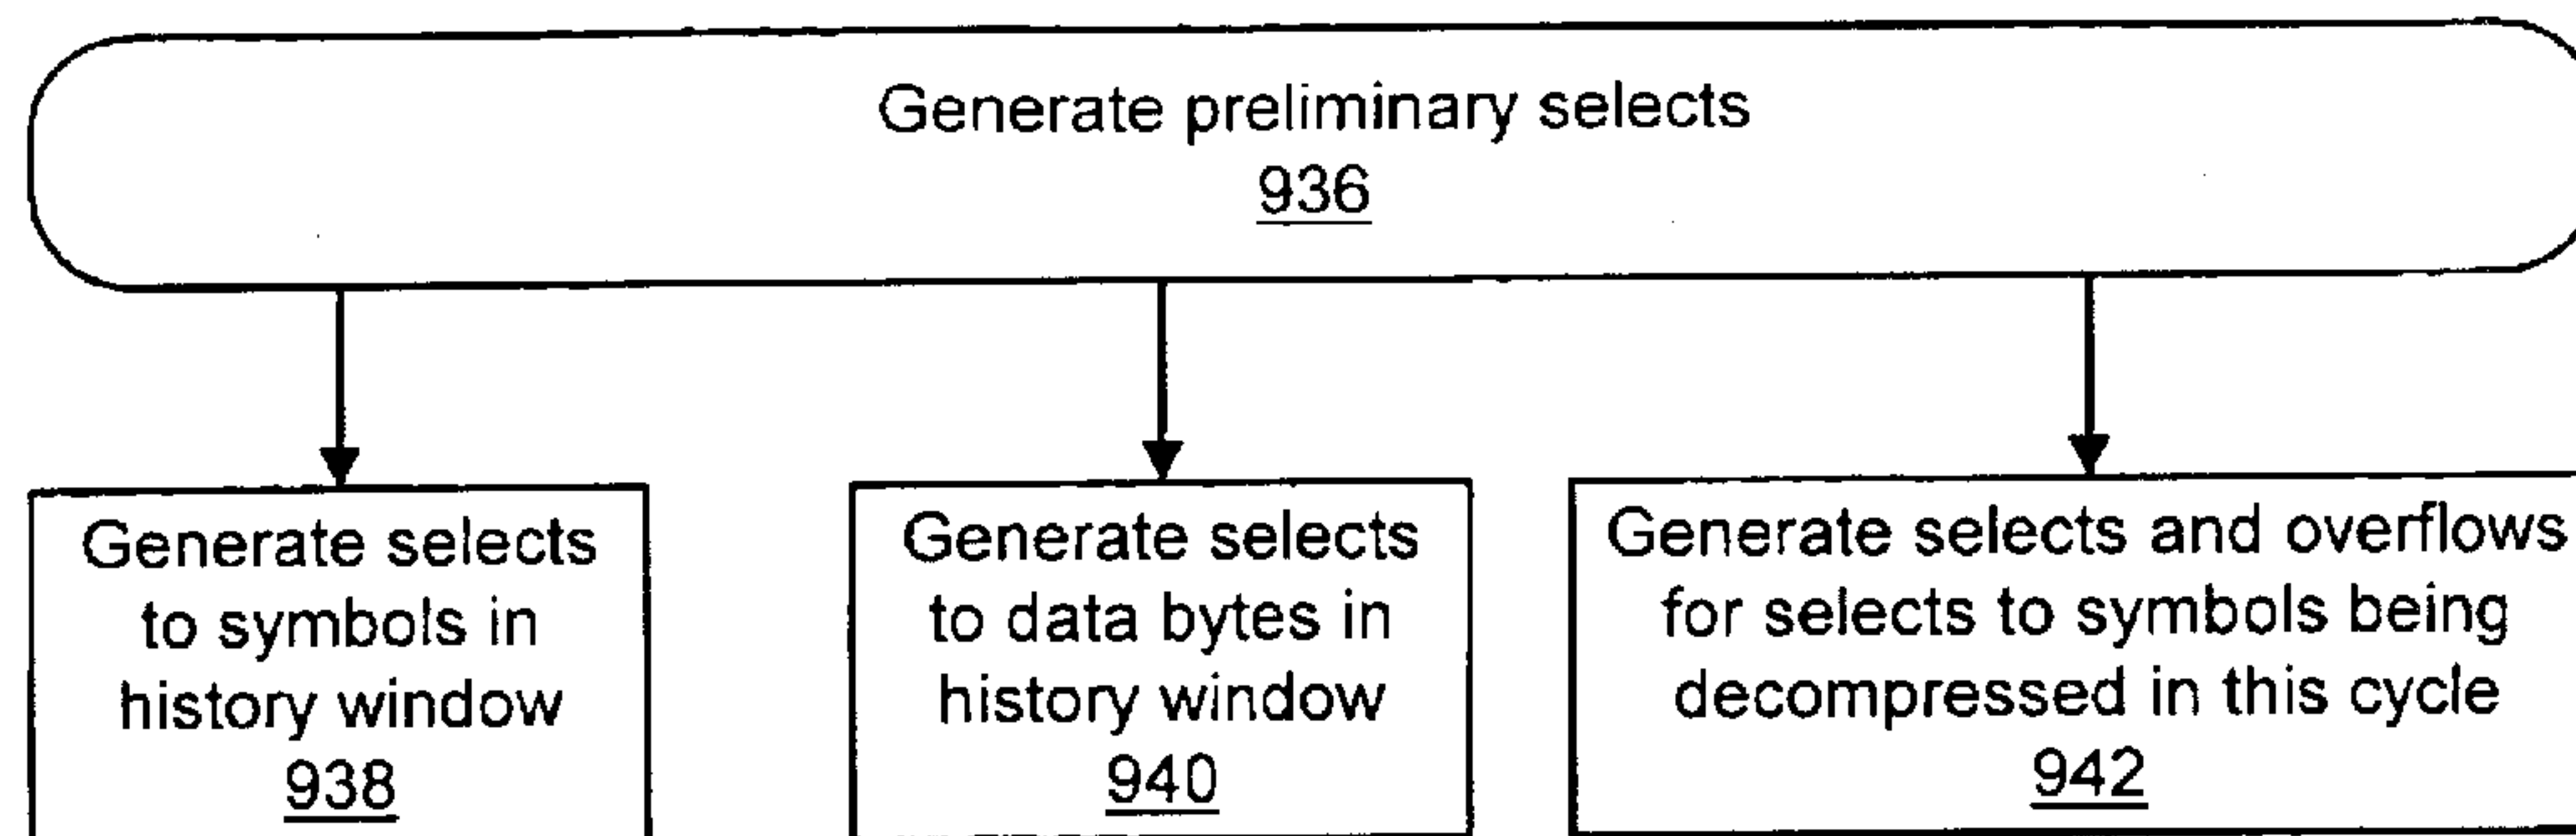 Generate preliminary selects
936
Generate selects
to symbols in
history window
938
Generate selects
to data bytes in
history window
940
Generate selects and overflows
for selects to symbols being
decompressed in this cycle
942